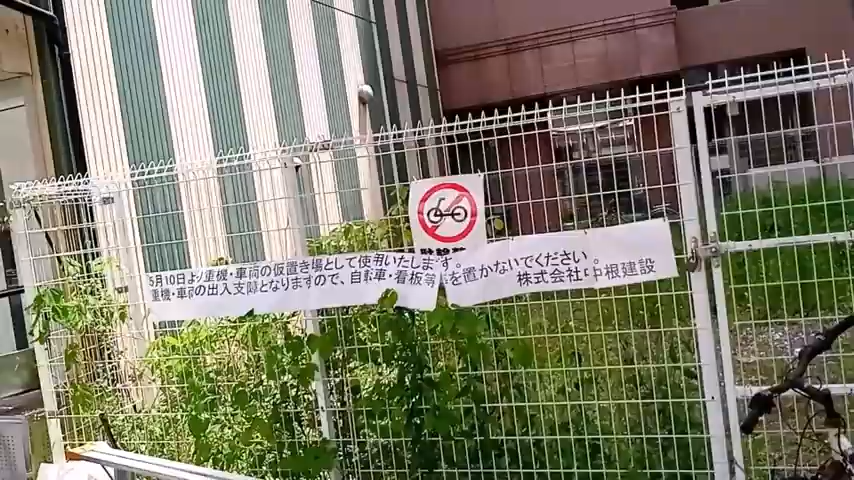 5月10日より重機・車両の仮置き場として使用いたします。
重機・車両の出入支障となりますので、自転車・看板等を置かないでください。
株式会社中根建設